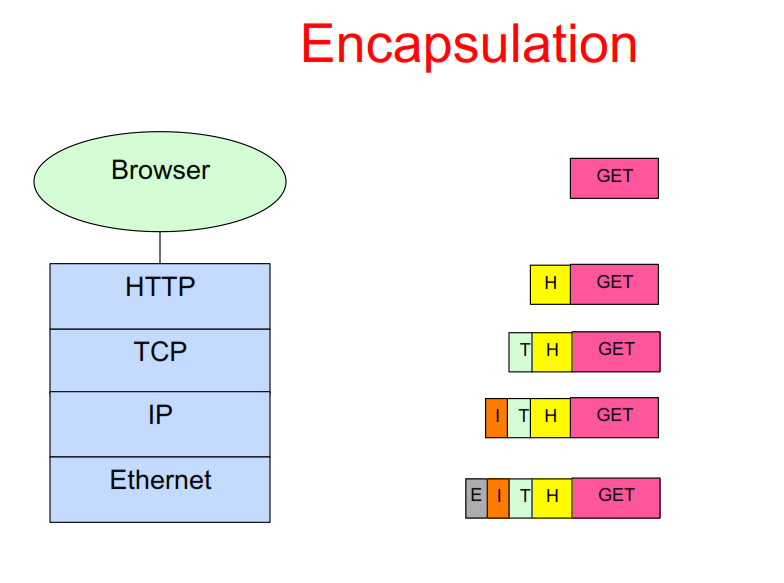 Encapsulation
Browser
GET
HTTP
H GET
TCP
T H GET
IP
I T H GET
Ethernet
E I T H GET